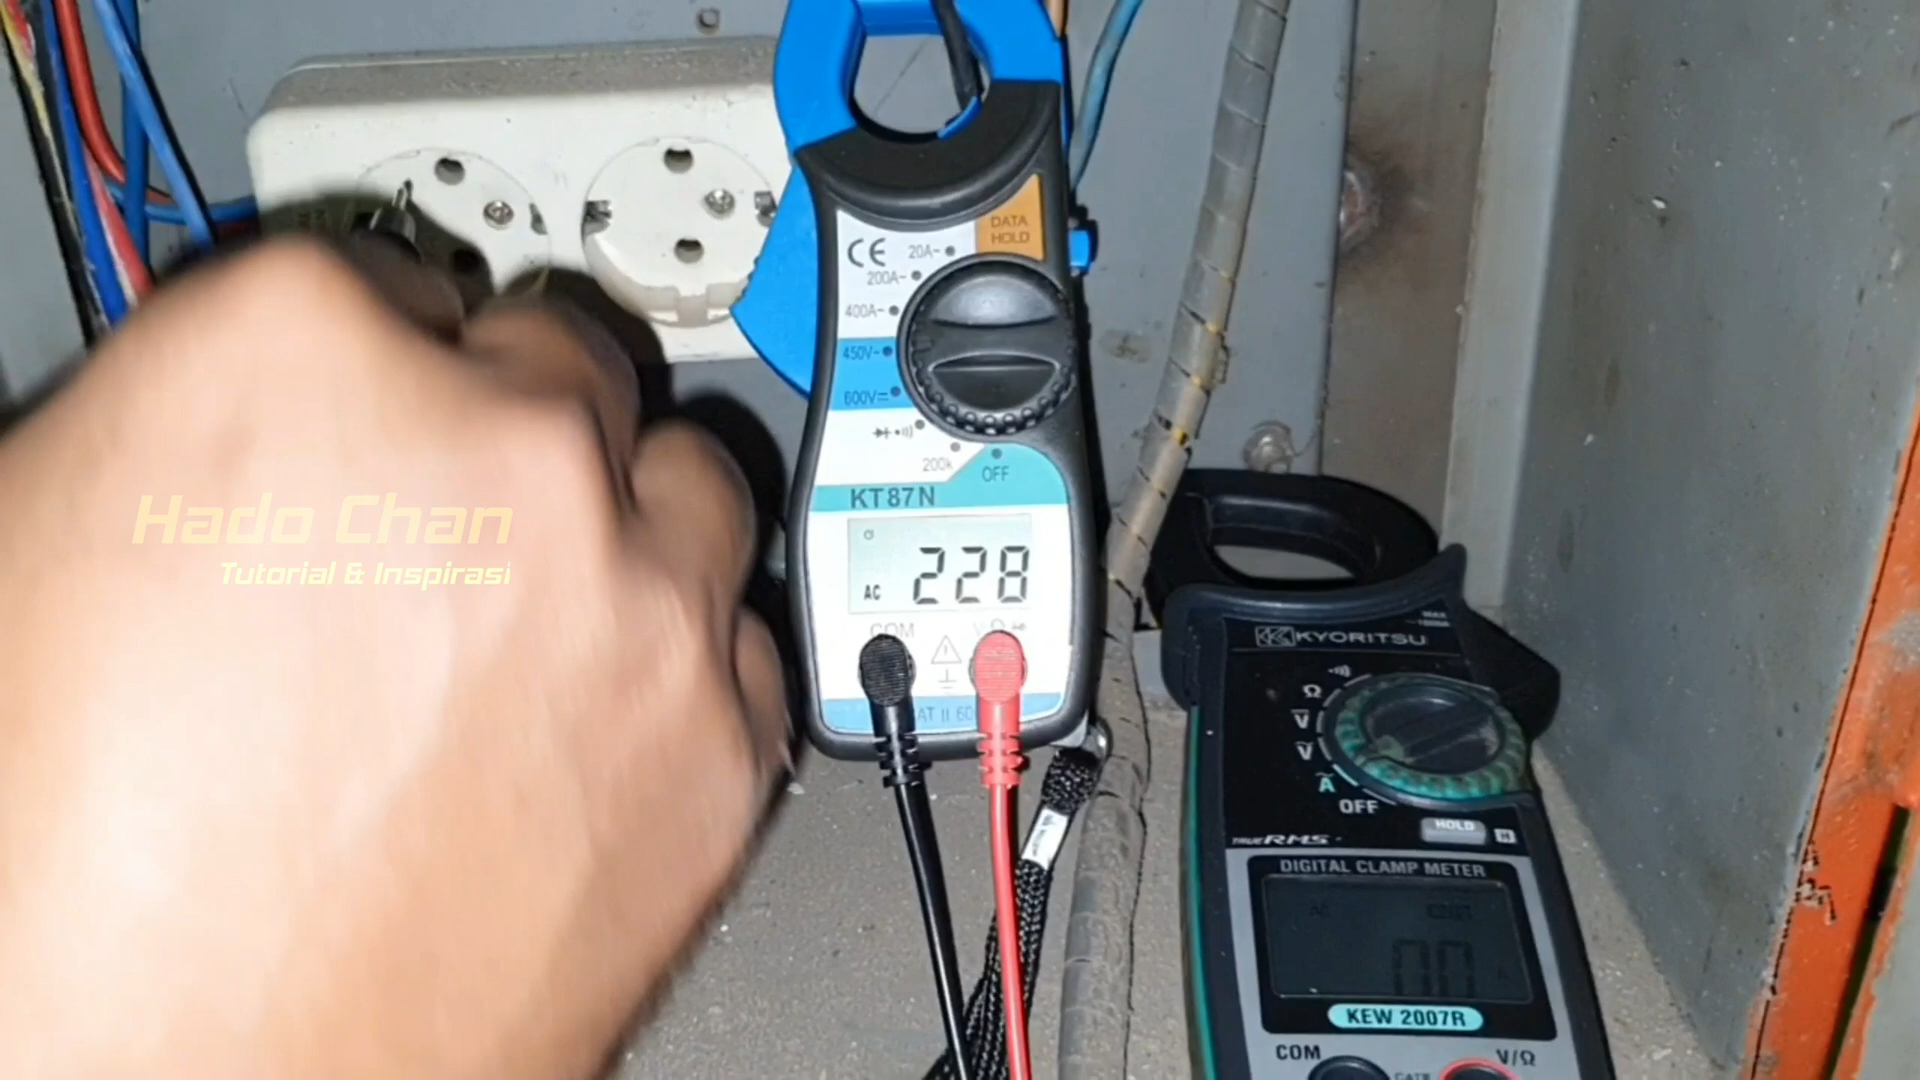 DATA
HOLD
CE
20A~
200A~
400A~
450V~
600V=
200k
OFF
KT87N
AC
228
COM
Hado Chan
Tutorial & Inspirasi
KYORITSU
Ω
V
V
A
OFF
HOLD
H
TRUE RMS
DIGITAL CLAMP METER
KEW 2007R
COM
V/Ω